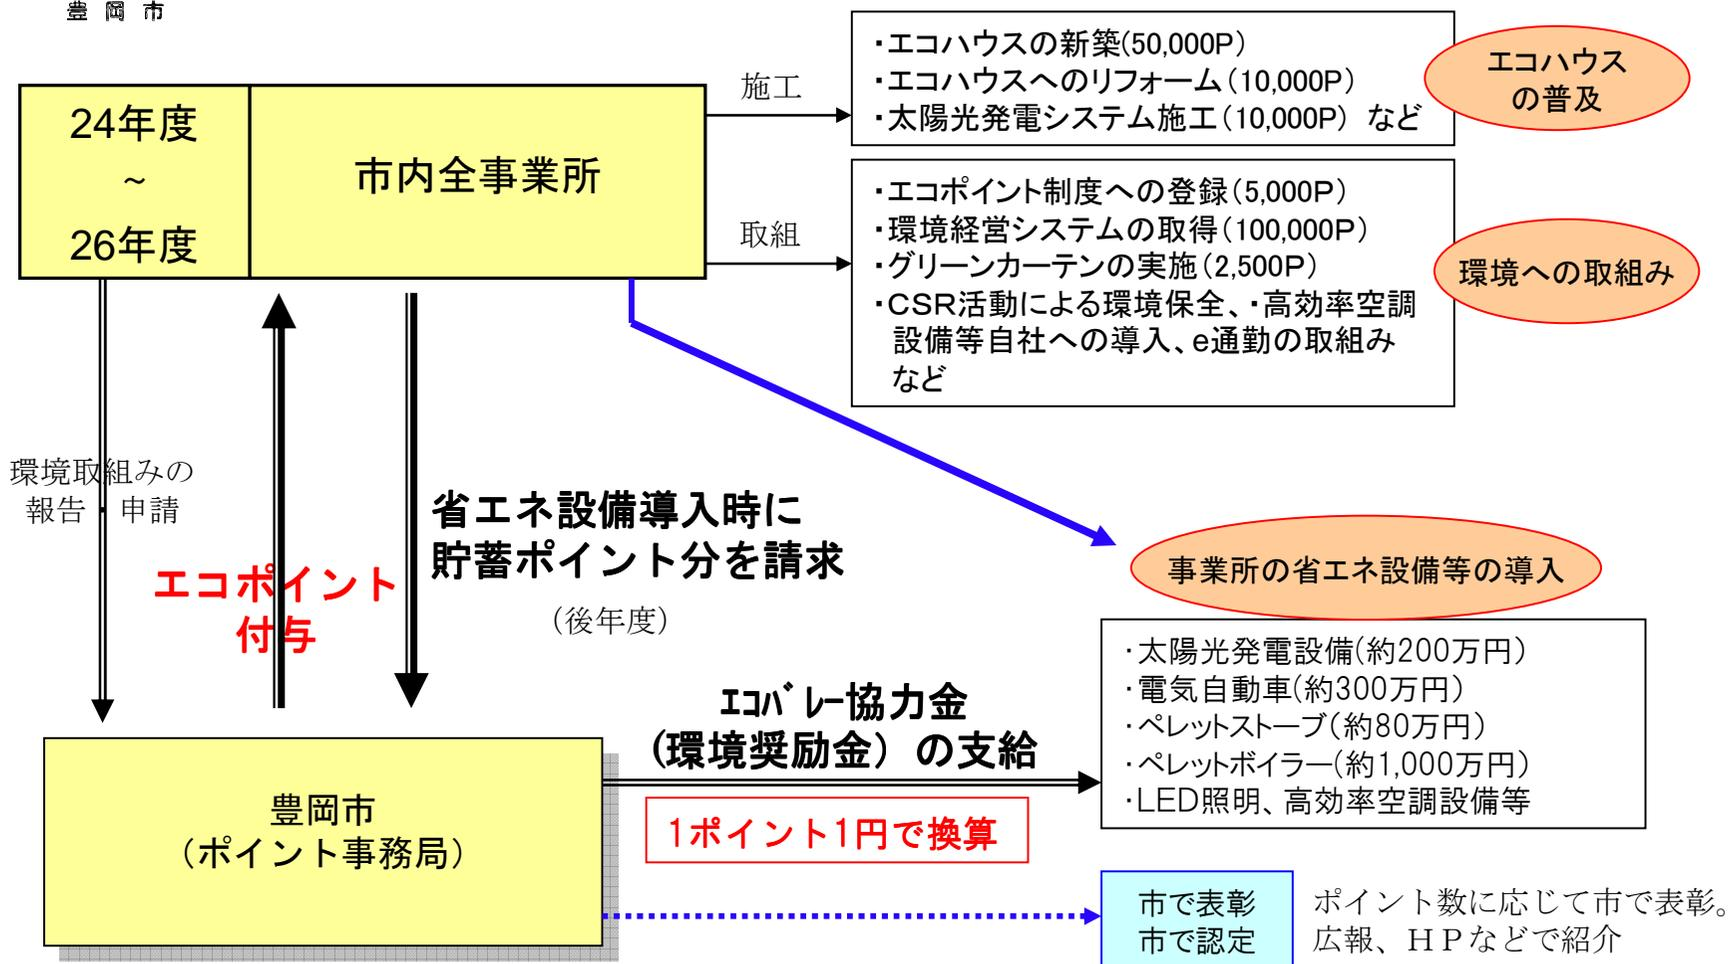 豊岡市
・エコハウスの新築(50,000P)
・エコハウスへのリフォーム(10,000P)
・太陽光発電システム施工(10,000P) など
エコハウス
の普及
24年度
~
26年度
市内全事業所
施工
取組
・エコポイント制度への登録(5,000P)
・環境経営システムの取得(100,000P)
・グリーンカーテンの実施(2,500P)
・CSR活動による環境保全、・高効率空調
設備等自社への導入、e通勤の取組み
など
環境への取組み
環境取組みの
報告・申請
エコポイント
付与
省エネ設備導入時に
貯蓄ポイント分を請求
(後年度)
事業所の省エネ設備等の導入
・太陽光発電設備(約200万円)
・電気自動車(約300万円)
・ペレットストーブ(約80万円)
・ペレットボイラー(約1,000万円)
・LED照明、高効率空調設備等
エコバレー協力金
(環境奨励金)の支給
1ポイント1円で換算
豊岡市
(ポイント事務局)
市で表彰
市で認定
ポイント数に応じて市で表彰。
広報、HPなどで紹介